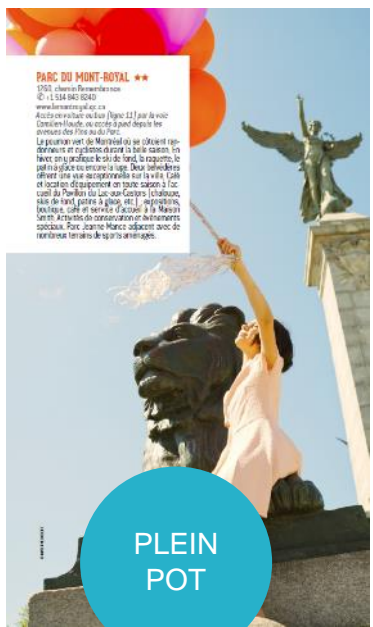 PARC DU MONT-ROYAL ★★
1260, chemin Remembrance
✆ +1 514 843 8240
www.lemontroyal.qc.ca
Accès en voiture ou bus (ligne 11) par la voie
Camillien-Houde, ou accès à pied depuis les
avenues des Pins ou du Parc.
Le poumon vert de Montréal où se côtoient ran-
donneurs et cyclistes durant la belle saison. En
hiver, on y pratique le ski de fond, la raquette, le
patin à glace ou encore la luge. Deux belvédères
offrent une vue exceptionnelle sur la ville. Café
et location d'équipement en toute saison à l'ac-
cueil du Pavillon du Lac-aux-Castors (chaloupe,
skis de fond, patins à glace, etc.), expositions,
boutique, café et service d'accueil à la Maison
Smith. Activités de conservation et événements
spéciaux. Parc Jeanne-Mance adjacent avec de
nombreux terrains de sports aménagés.
PLEIN
POT